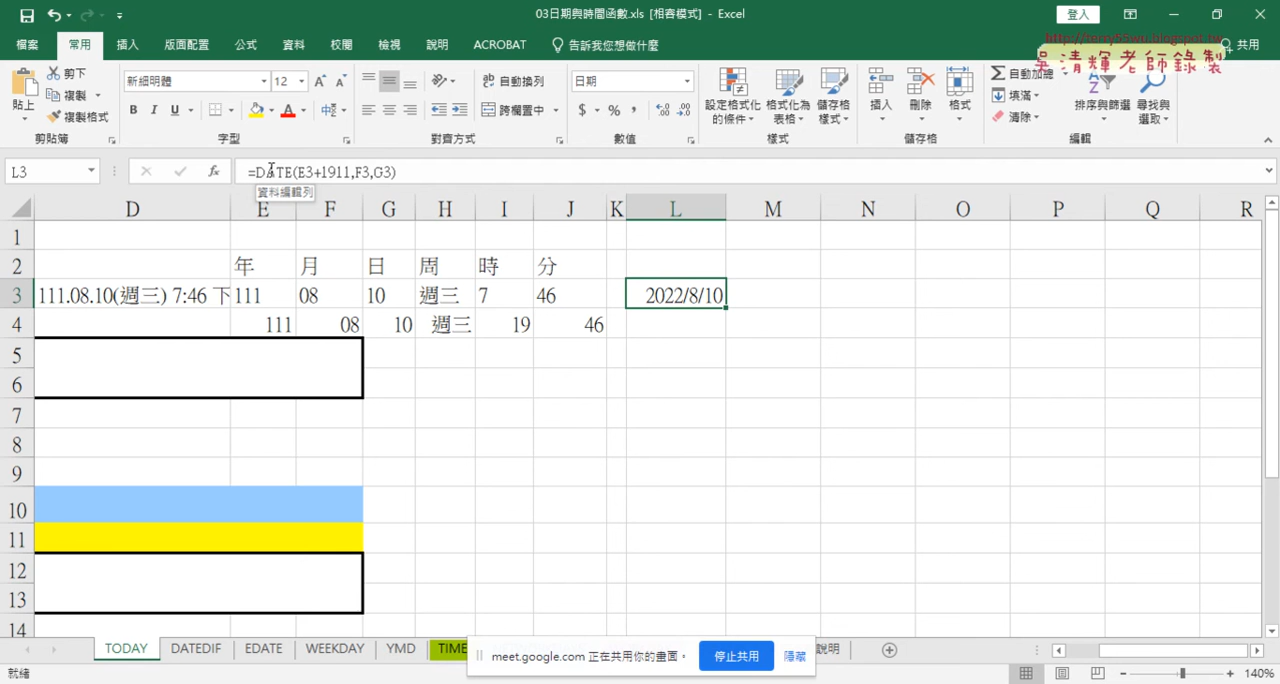 03日期與時間函數.xls [相容模式] - Excel
登入
http://terry55wu.blogspot.tw
吳清輝老師錄製
檔案 常用 插入 版面配置 公式 資料 校閱 檢視 說明 ACROBAT 告訴我您想做什麼 共用
貼上 剪下 複製 複製格式
新細明體 12
B I U
自動換列
跨欄置中
日期
$ % ,
設定格式化的條件 格式化為表格 儲存格樣式
插入 刪除 格式
自動加總
填滿
清除
排序與篩選 尋找與選取
剪貼簿 字型 對齊方式 數值 樣式 儲存格 編輯
L3 fx =DATE(E3+1911,F3,G3)
資料編輯列
D E F G H I J K L M N O P Q R
1
2 年 月 日 周 時 分
3 111.08.10(週三) 7:46 下 111 08 10 週三 7 46 2022/8/10
4 111 08 10 週三 19 46
5
6
7
8
9
10
11
12
13
14
TODAY DATEDIF EDATE WEEKDAY YMD TIME 說明
meet.google.com 正在共用你的畫面。 停止共用 隱藏
就緒 140%